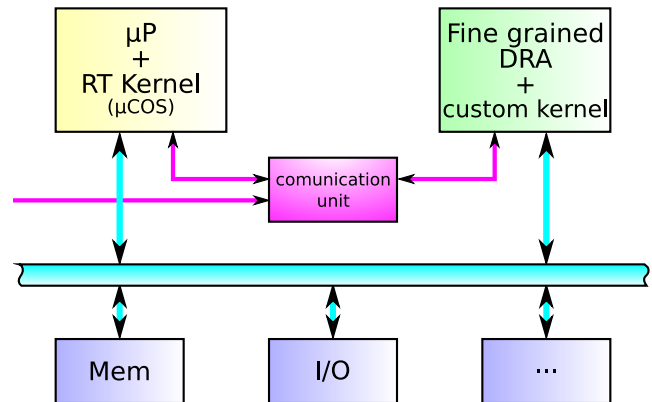 µP
+
RT Kernel
(µCOS)
Fine grained
DRA
+
custom kernel
comunication
unit
Mem
I/O
...